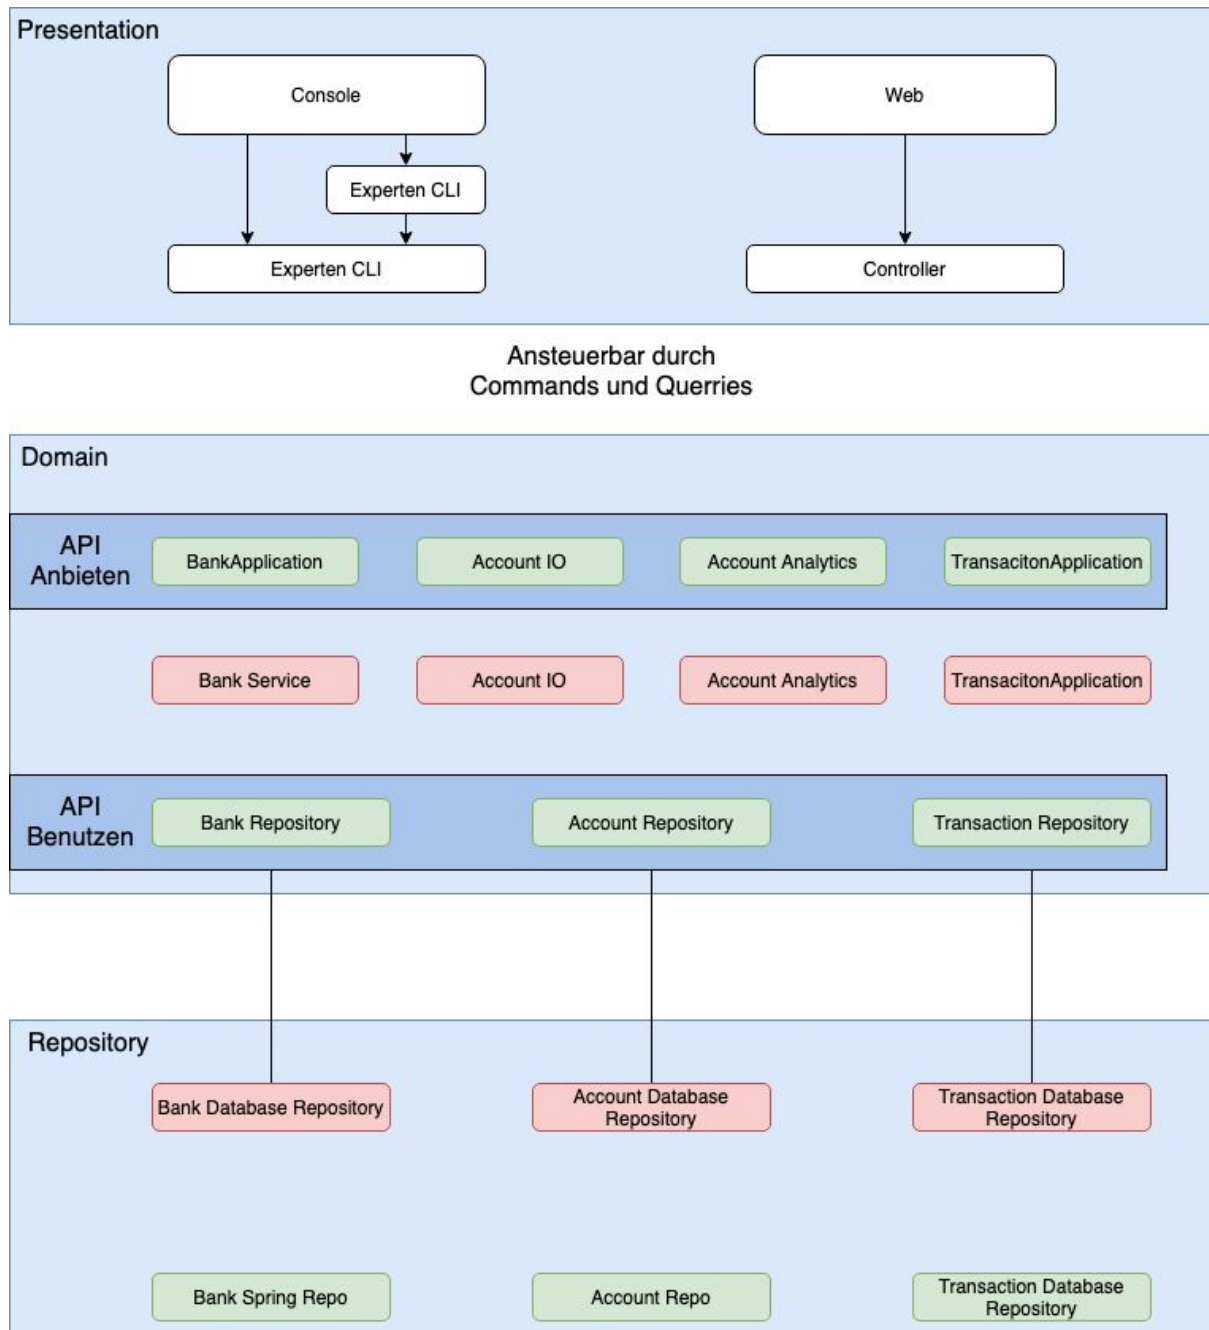 Presentation
Console
Web
Experten CLI
Experten CLI
Controller
Ansteuerbar durch
Commands und Querries
Domain
API
Anbieten
BankApplication
Account IO
Account Analytics
TransacitonApplication
Bank Service
Account IO
Account Analytics
TransacitonApplication
API
Benutzen
Bank Repository
Account Repository
Transaction Repository
Repository
Bank Database Repository
Account Database
Repository
Transaction Database
Repository
Bank Spring Repo
Account Repo
Transaction Database
Repository